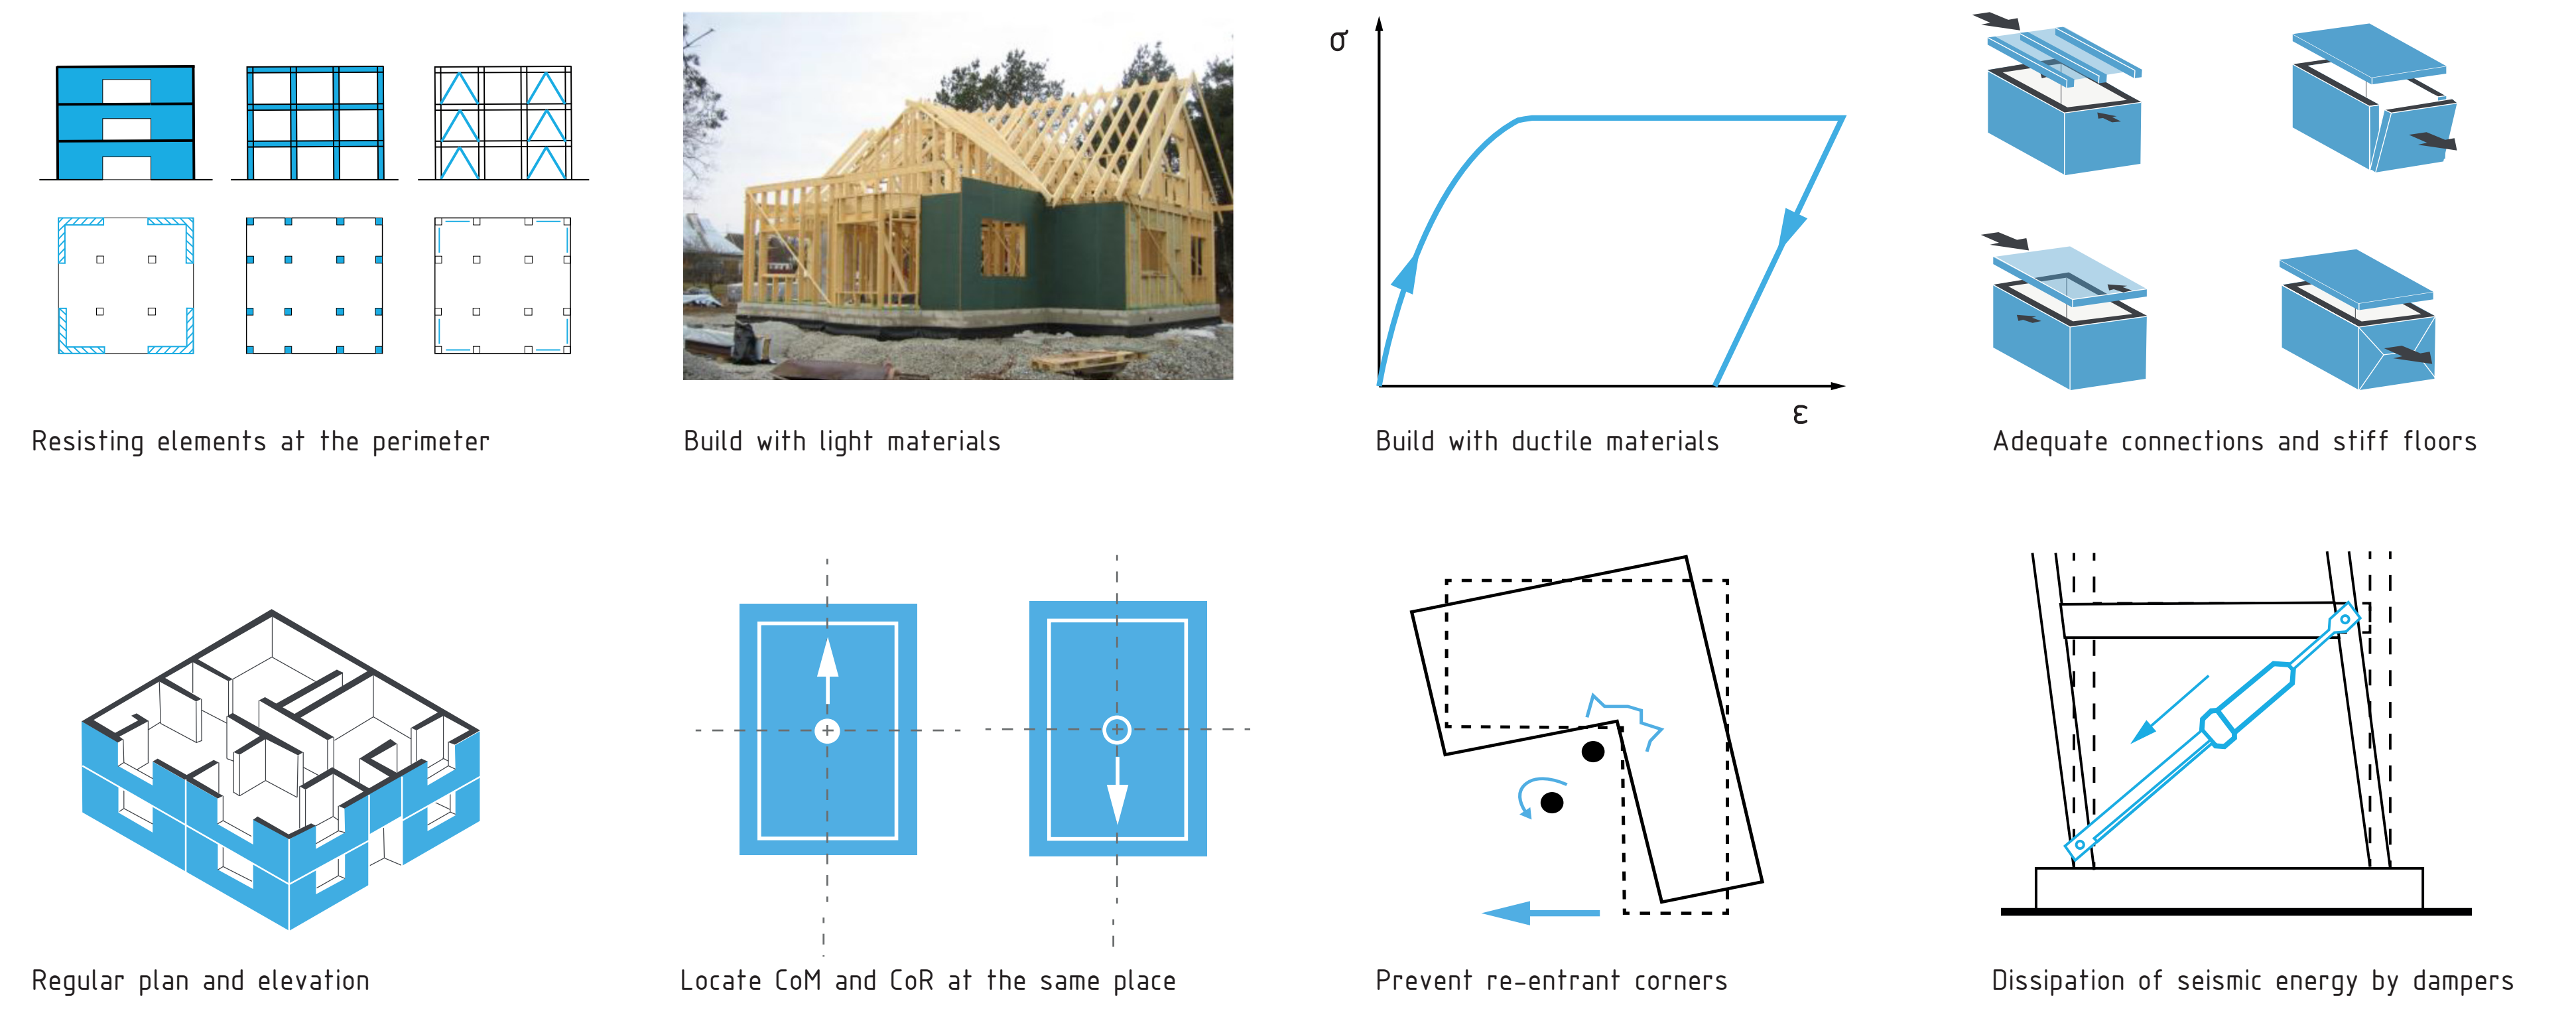 σ
ε
Resisting elements at the perimeter
Build with light materials
Build with ductile materials
Adequate connections and stiff floors
Regular plan and elevation
Locate CoM and CoR at the same place
Prevent re-entrant corners
Dissipation of seismic energy by dampers